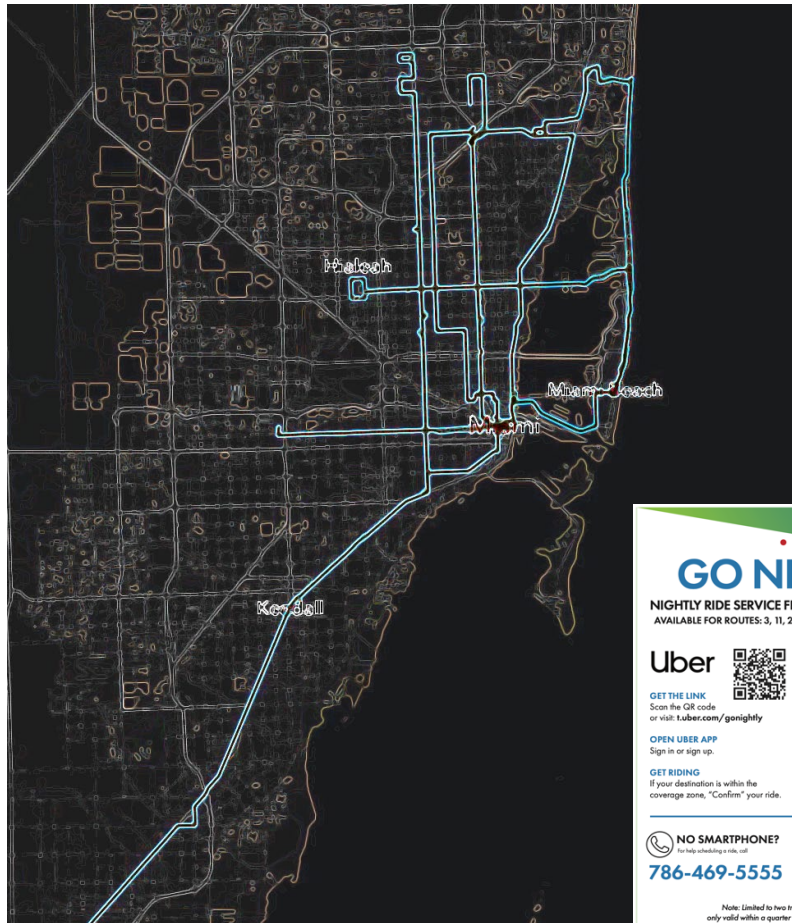 Hialeah
Miami Beach
Miami
Kendall
GO NI
NIGHTLY RIDE SERVICE F
AVAILABLE FOR ROUTES: 3, 11, 2
Uber
GET THE LINK
Scan the QR code
or visit: t.uber.com/gonightly
OPEN UBER APP
Sign in or sign up.
GET RIDING
If your destination is within the
coverage zone, “Confirm” your ride.
NO SMARTPHONE?
For help scheduling a ride, call
786-469-5555
Note: Limited to two tr
only valid within a quarter